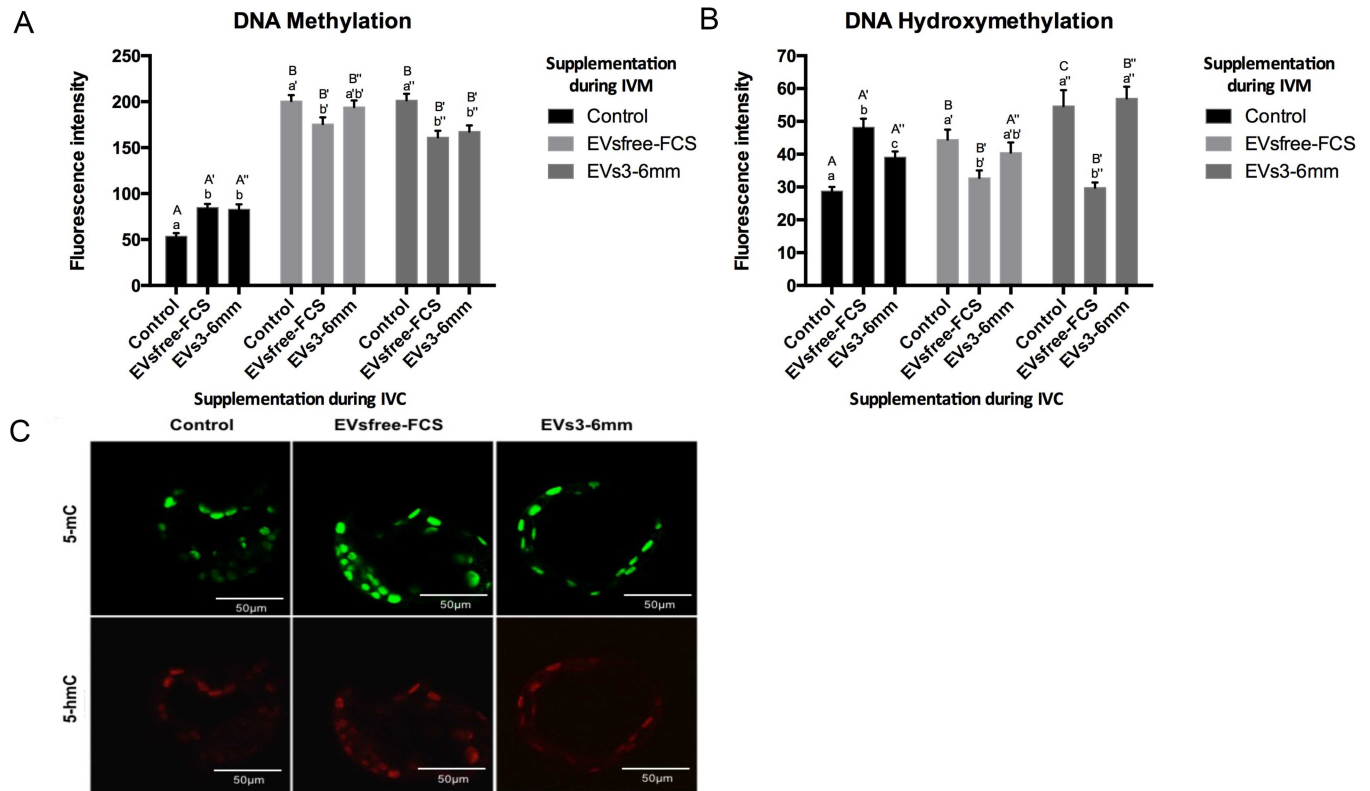 A
DNA Methylation
Fluorescence intensity
250
200
150
100
50
0
A
a
A'
b
A''
b
B
a'
B'
b'
B''
a'b'
B
a''
B'
b''
B''
b''
Control
EVsfree-FCS
EVs3-6mm
Control
EVsfree-FCS
EVs3-6mm
Control
EVsfree-FCS
EVs3-6mm
Supplementation during IVC
Supplementation
during IVM
Control
EVsfree-FCS
EVs3-6mm
B
DNA Hydroxymethylation
Fluorescence intensity
70
60
50
40
30
20
10
0
A
a
A'
b
A''
c
B
a'
B'
b'
A''
a'b'
C
a''
B'
b''
B''
a''
Control
EVsfree-FCS
EVs3-6mm
Control
EVsfree-FCS
EVs3-6mm
Control
EVsfree-FCS
EVs3-6mm
Supplementation during IVC
Supplementation
during IVM
Control
EVsfree-FCS
EVs3-6mm
C
Control
EVsfree-FCS
EVs3-6mm
5-mC
50µm
50µm
50µm
5-hmC
50µm
50µm
50µm